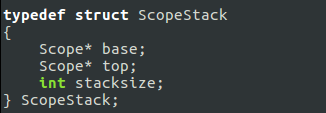 typedef struct ScopeStack
{
    Scope* base;
    Scope* top;
    int stacksize;
} ScopeStack;